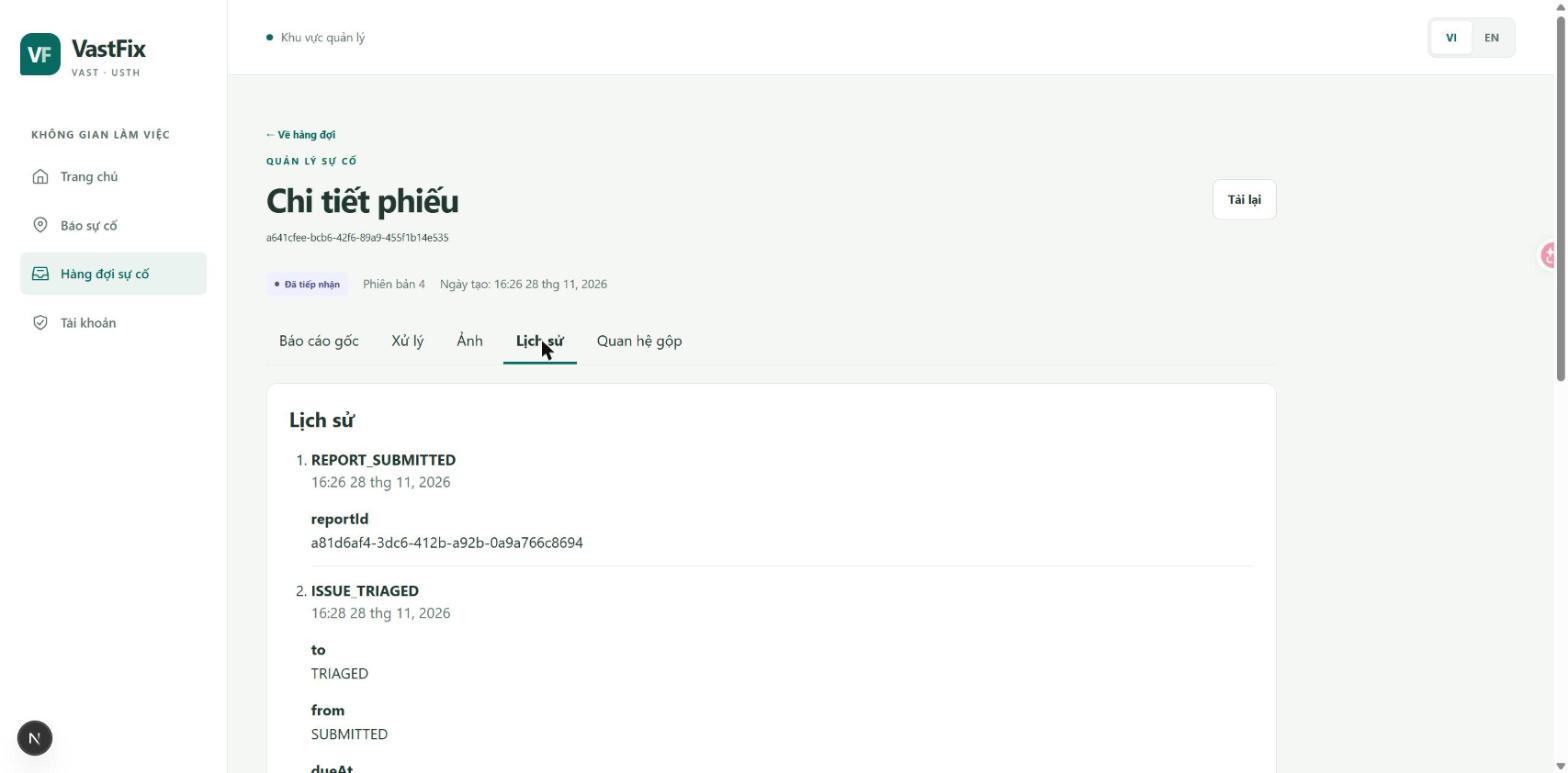 VF
VastFix
VAST · USTH
KHÔNG GIAN LÀM VIỆC
Trang chủ
Báo sự cố
Hàng đợi sự cố
Tài khoản
N
Khu vực quản lý
VI
EN
← Về hàng đợi
QUẢN LÝ SỰ CỐ
Chi tiết phiếu
Tải lại
a641cfee-bcb6-42f6-89a9-455f1b14e535
Đã tiếp nhận
Phiên bản 4
Ngày tạo: 16:26 28 thg 11, 2026
Báo cáo gốc
Xử lý
Ảnh
Lịch sử
Quan hệ gộp
Lịch sử
1. REPORT_SUBMITTED
16:26 28 thg 11, 2026
reportId
a81d6af4-3dc6-412b-a92b-0a9a766c8694
2. ISSUE_TRIAGED
16:28 28 thg 11, 2026
to
TRIAGED
from
SUBMITTED
dueAt